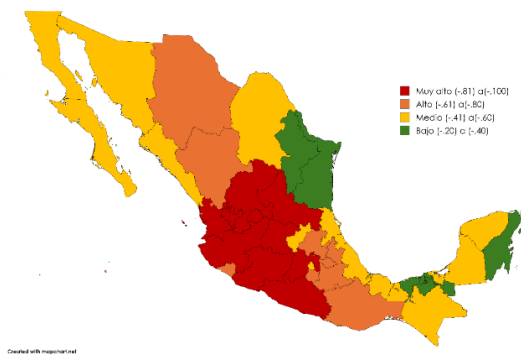 Muy alto (-.81) a(-.100)
Alto (-.61) a(-.80)
Medio (-.41) a(-.60)
Bajo (-.20) a (-.40)
Created with mapchart.net